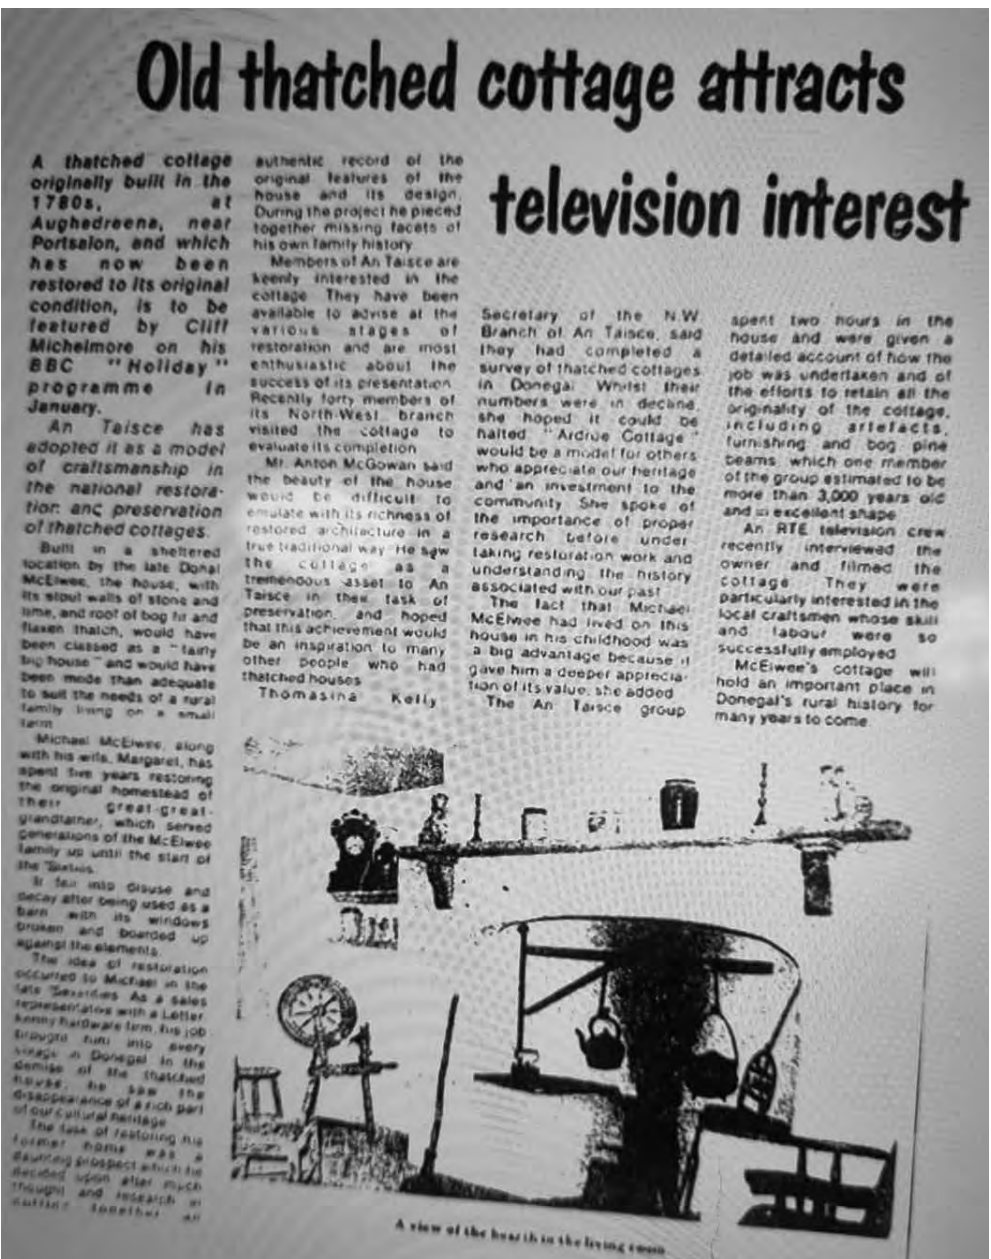 Old thatched cottage attracts
television interest
A thatched cottage
originally built in the
1780s, at
Aughedreena, near
Portsalon, and which
has now been
restored to its original
condition, is to be
featured by Cliff
Michelmore on his
BBC "Holiday"
programme in
January.
An Taisce has
adopted it as a model
of craftsmanship in
the national restora-
tion and preservation
of thatched cottages.
Built in a sheltered
location by the late Donal
McElwee, the house, with
its stout walls of stone and
lime, and roof of bog fir and
flaxen thatch, would have
been classed as a "fairly
big house" and would have
been mode than adequate
to suit the needs of a rural
family living on a small
farm
Michael McElwee, along
with his wife, Margaret, has
spent five years restoring
the original homestead of
their great-great-
grandfather, which served
generations of the McElwee
family up until the start of
the 'Sixties.
It fell into disuse and
decay after being used as a
barn with its windows
broken and boarded up
against the elements.
The idea of restoration
occurred to Michael in the
late 'Seventies As a sales
representative with a Letter-
kenny hardware firm, his job
brought him into every
village in Donegal In the
demise of the thatched
house, he saw the
disappearance of a rich part
of our cultural heritage
The task of restoring his
former home was a
daunting prospect which he
decided upon after much
thought and research in
putting together an
authentic record of the
original features of the
house and its design.
During the project he pieced
together missing facets of
his own family history
Members of An Taisce are
keenly interested in the
cottage They have been
available to advise at the
various stages of
restoration and are most
enthusiastic about the
success of its presentation
Recently forty members of
its North-West branch
visited the cottage to
evaluate its completion
Mr. Anton McGowan said
the beauty of the house
would be difficult to
emulate with its richness of
restored architecture in a
true traditional way He saw
the cottage as a
tremendous asset to An
Taisce in their task of
preservation and hoped
that this achievement would
be an inspiration to many
other people who had
thatched houses
Thomasina Kelly
Secretary of the N.W.
Branch of An Taisce, said
they had completed a
survey of thatched cottages
in Donegal Whilst their
numbers were in decline,
she hoped it could be
halted "Ardrue Cottage"
would be a model for others
who appreciate our heritage
and an investment to the
community She spoke of
the importance of proper
research before under
taking restoration work and
understanding the history
associated with our past
The fact that Michael
McElwee had lived on this
house in his childhood was
a big advantage because it
gave him a deeper apprecia-
tion of its value, she added
The An Taisce group
spent two hours in the
house and were given a
detailed account of how the
job was undertaken and of
the efforts to retain all the
originality of the cottage,
including artefacts,
furnishing and bog pine
beams which one member
of the group estimated to be
more than 3,000 years old
and in excellent shape
An RTE television crew
recently interviewed the
owner and filmed the
cottage They were
particularly interested in the
local craftsmen whose skill
and labour were so
successfully employed
McElwee's cottage will
hold an important place in
Donegal's rural history for
many years to come
A view of the hearth in the living room